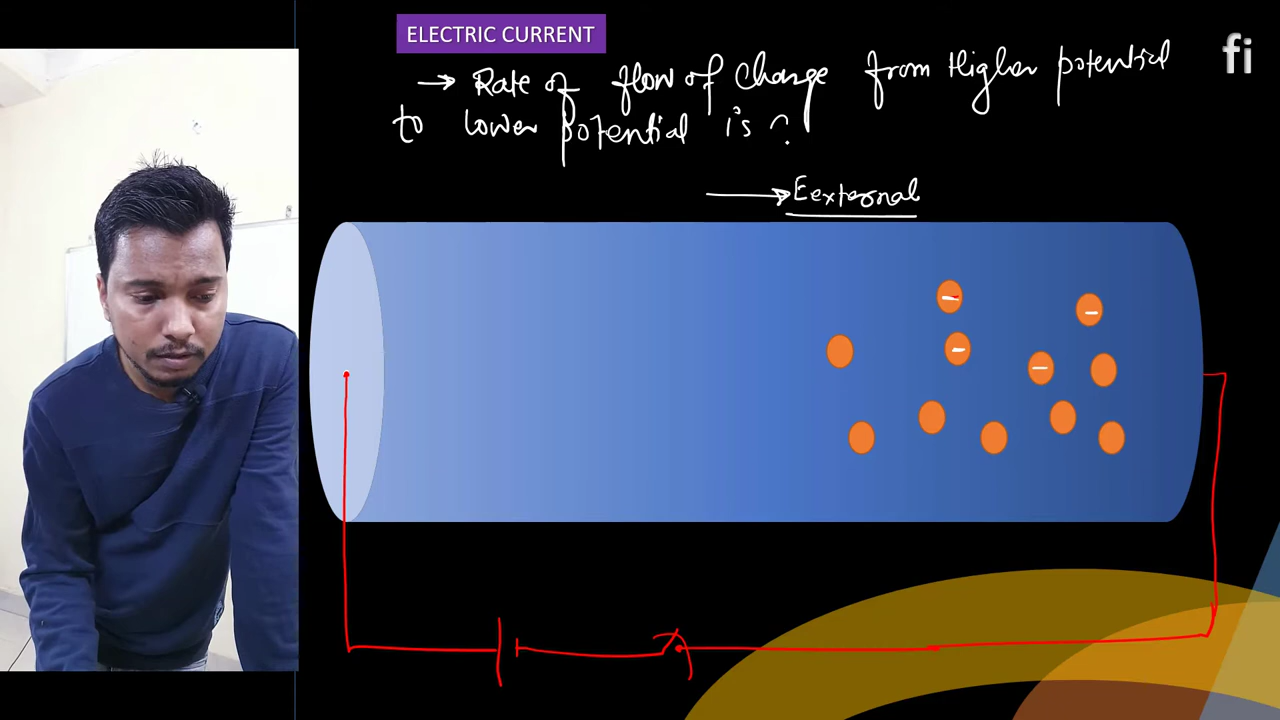 ELECTRIC CURRENT
fi
→ Rate of flow of Charge from Higher potential
to lower potential is ?
→ Eexternal